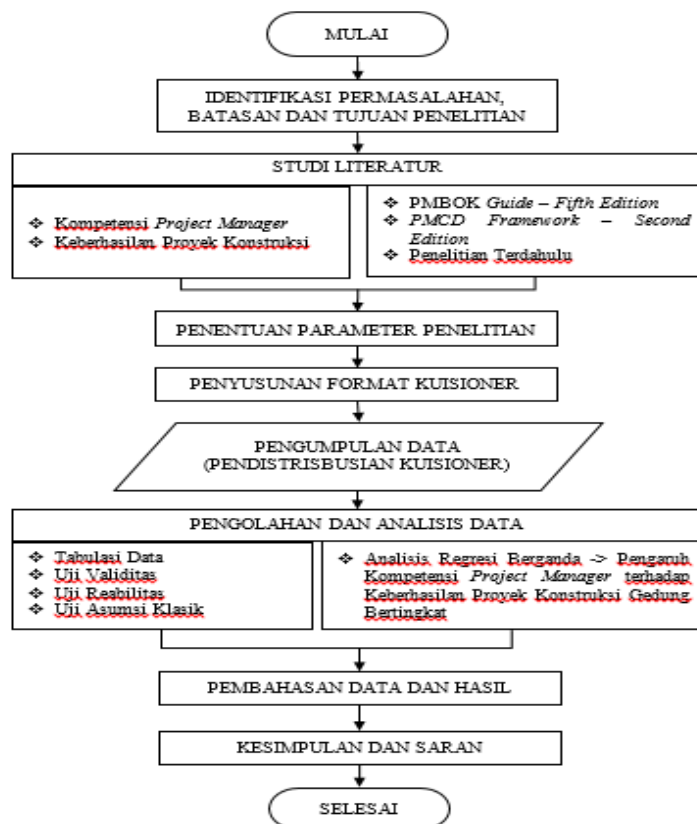 MULAI
IDENTIFIKASI PERMASALAHAN,
BATASAN DAN TUJUAN PENELITIAN
STUDI LITERATUR
❖ Kompetensi Project Manager
❖ Keberhasilan Proyek Konstruksi
❖ PMBOK Guide – Fifth Edition
❖ PMCD Framework – Second
Edition
❖ Penelitian Terdahulu
PENENTUAN PARAMETER PENELITIAN
PENYUSUNAN FORMAT KUISIONER
PENGUMPULAN DATA
(PENDISTRISBUSIAN KUISIONER)
PENGOLAHAN DAN ANALISIS DATA
❖ Tabulasi Data
❖ Uji Validitas
❖ Uji Reabilitas
❖ Uji Asumsi Klasik
❖ Analisis Regresi Berganda -> Pengaruh
Kompetensi Project Manager terhadap
Keberhasilan Proyek Konstruksi Gedung
Bertingkat
PEMBAHASAN DATA DAN HASIL
KESIMPULAN DAN SARAN
SELESAI